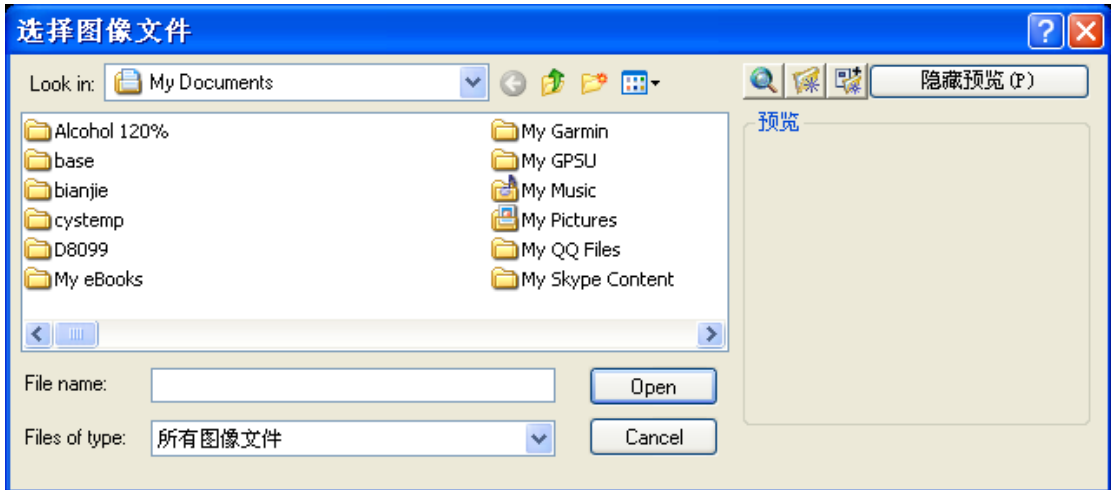 选择图像文件
Look in: My Documents
隐藏预览(P)
Alcohol 120%
base
bianjie
cystemp
D8099
My eBooks
My Garmin
My GPSU
My Music
My Pictures
My QQ Files
My Skype Content
预览
File name:
Open
Files of type: 所有图像文件
Cancel